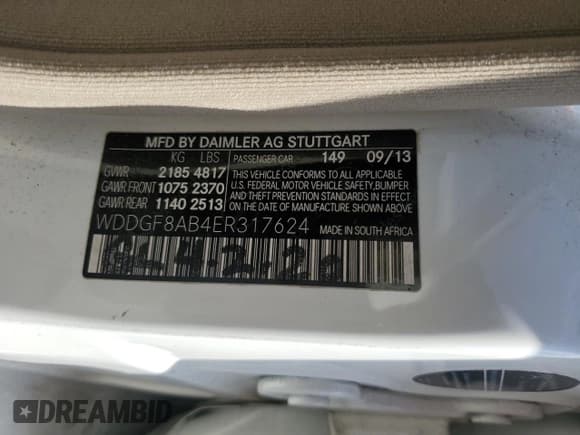 MFD BY DAIMLER AG STUTTGART
KG LBS PASSENGER CAR 149 09/13
GVWR 2185 4817 THIS VEHICLE CONFORMS TO ALL APPLICABLE
GAWR FRONT 1075 2370 U.S. FEDERAL MOTOR VEHICLE SAFETY, BUMPER
GAWR REAR 1140 2513 AND THEFT PREVENTION STANDARDS IN EFFECT
ON THE DATE OF MANUFACTURE SHOWN ABOVE.
WDDGF8AB4ER317624 MADE IN SOUTH AFRICA
DREAMBID